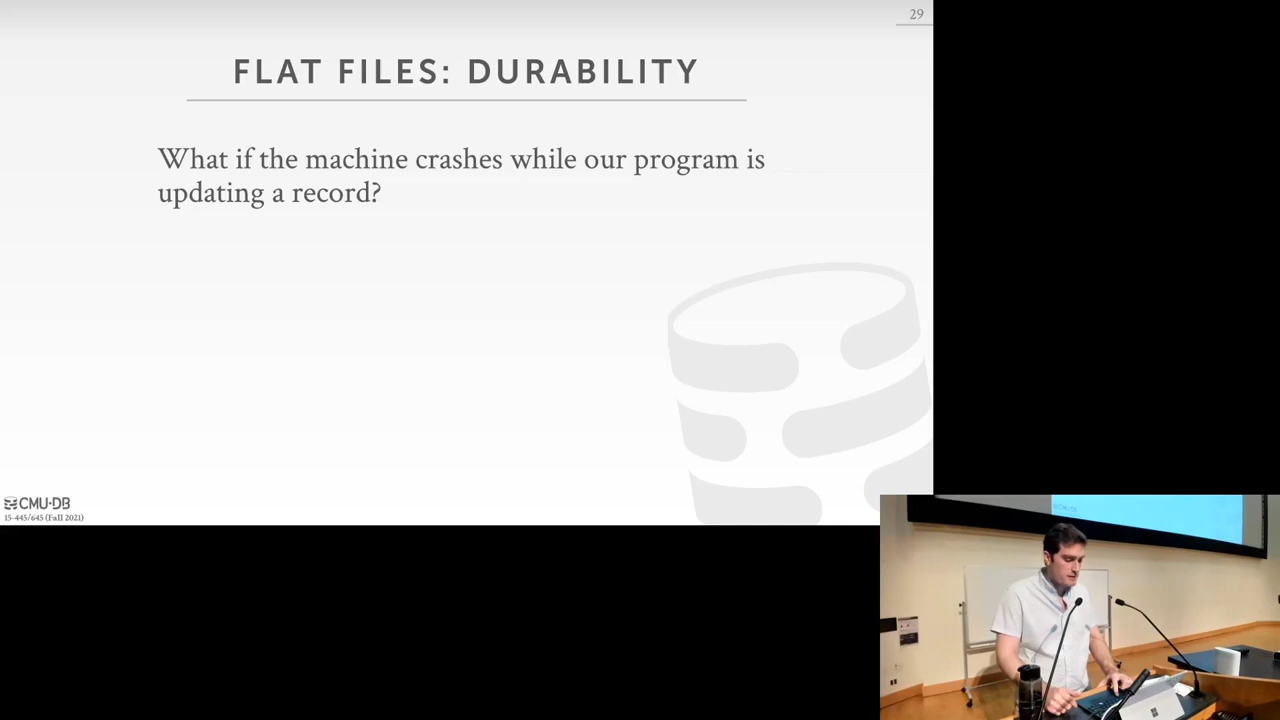 29
FLAT FILES: DURABILITY
What if the machine crashes while our program is
updating a record?
CMU·DB
15-445/645 (Fall 2021)